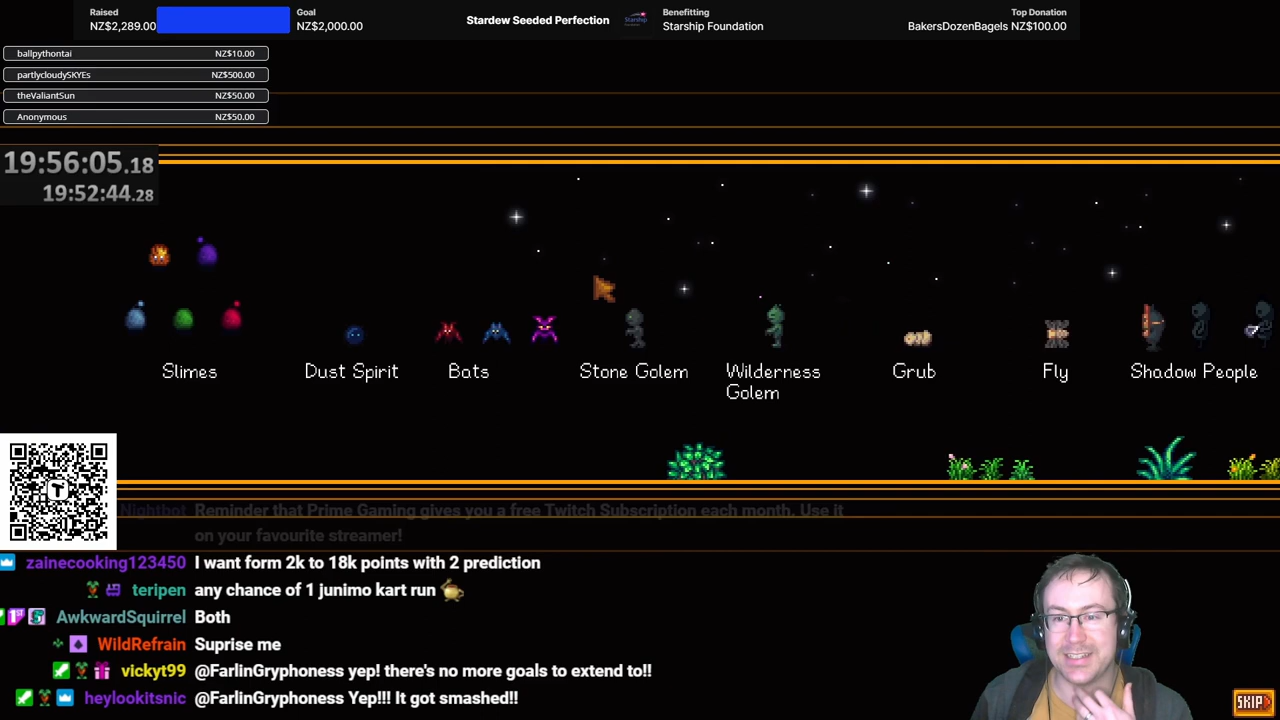 Raised
NZ$2,289.00
Goal
NZ$2,000.00
Stardew Seeded Perfection
Starship
Benefitting
Starship Foundation
Top Donation
BakersDozenBagels NZ$100.00
ballpythontai NZ$10.00
partlycloudySKYEs NZ$500.00
theValiantSun NZ$50.00
Anonymous NZ$50.00
19:56:05.18
19:52:44.28
Slimes
Dust Spirit
Bats
Stone Golem
Wilderness
Golem
Grub
Fly
Shadow People
T
Nightbot Reminder that Prime Gaming gives you a free Twitch Subscription each month. Use it
on your favourite streamer!
zainecooking123450 I want form 2k to 18k points with 2 prediction
teripen any chance of 1 junimo kart run
1ST AwkwardSquirrel Both
WildRefrain Suprise me
vickyt99 @FarlinGryphoness yep! there's no more goals to extend to!!
heylookitsnic @FarlinGryphoness Yep!!! It got smashed!!
SKIP